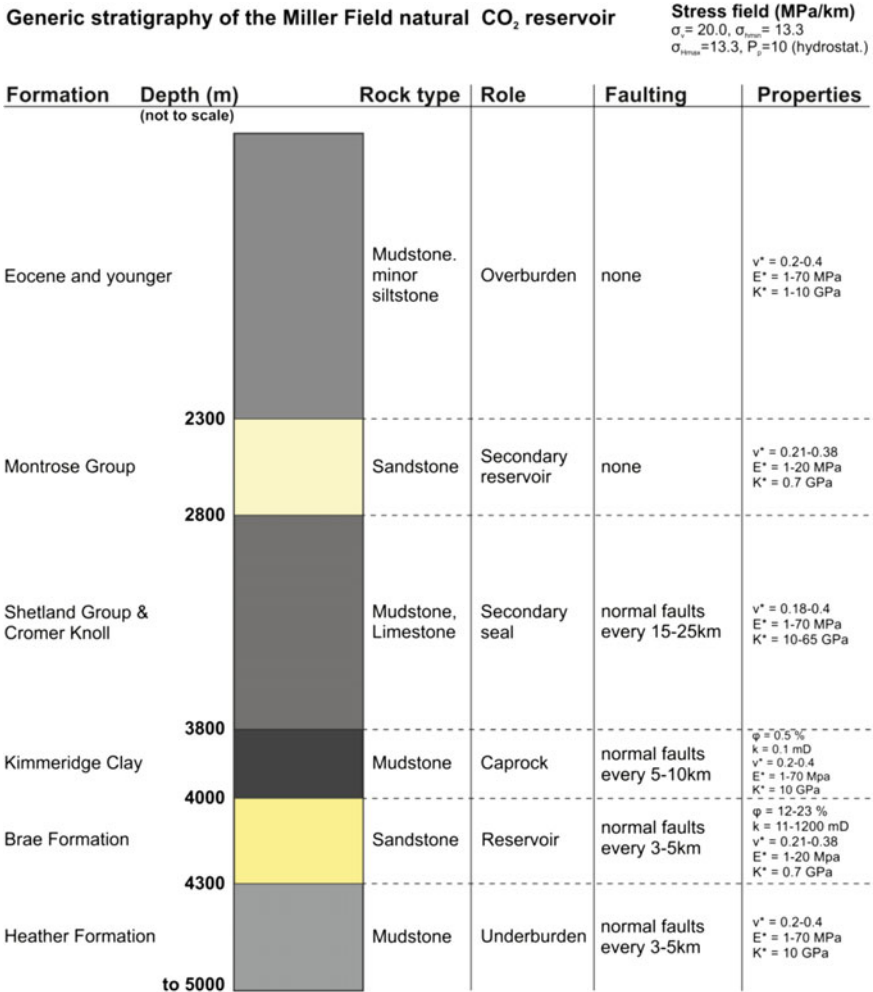 Generic stratigraphy of the Miller Field natural CO₂ reservoir
Stress field (MPa/km)
σᵥ= 20.0, σₕₘᵢₙ= 13.3
σHmax=13.3, Pₚ=10 (hydrostat.)
Formation Depth (m) Rock type Role Faulting Properties
(not to scale)
Eocene and younger
Mudstone.
minor
siltstone
Overburden
none
v* = 0.2-0.4
E* = 1-70 MPa
K* = 1-10 GPa
2300
Montrose Group
Sandstone
Secondary
reservoir
none
v* = 0.21-0.38
E* = 1-20 MPa
K* = 0.7 GPa
2800
Shetland Group &
Cromer Knoll
Mudstone,
Limestone
Secondary
seal
normal faults
every 15-25km
v* = 0.18-0.4
E* = 1-70 MPa
K* = 10-65 GPa
3800
Kimmeridge Clay
Mudstone
Caprock
normal faults
every 5-10km
φ = 0.5 %
k = 0.1 mD
v* = 0.2-0.4
E* = 1-70 Mpa
K* = 10 GPa
4000
Brae Formation
Sandstone
Reservoir
normal faults
every 3-5km
φ = 12-23 %
k = 11-1200 mD
v* = 0.21-0.38
E* = 1-20 Mpa
K* = 0.7 GPa
4300
Heather Formation
Mudstone
Underburden
normal faults
every 3-5km
v* = 0.2-0.4
E* = 1-70 MPa
K* = 10 GPa
to 5000